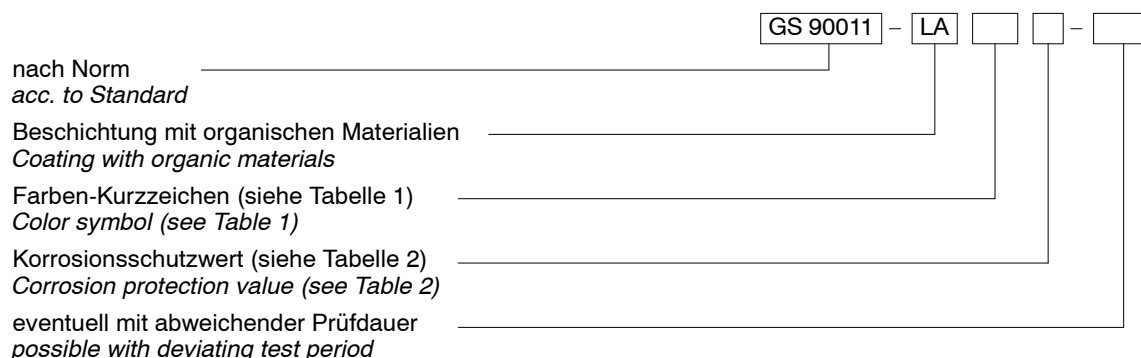 GS 90011 – LA –
nach Norm
acc. to Standard
Beschichtung mit organischen Materialien
Coating with organic materials
Farben-Kurzzeichen (siehe Tabelle 1)
Color symbol (see Table 1)
Korrosionsschutzwert (siehe Tabelle 2)
Corrosion protection value (see Table 2)
eventuell mit abweichender Prüfdauer
possible with deviating test period